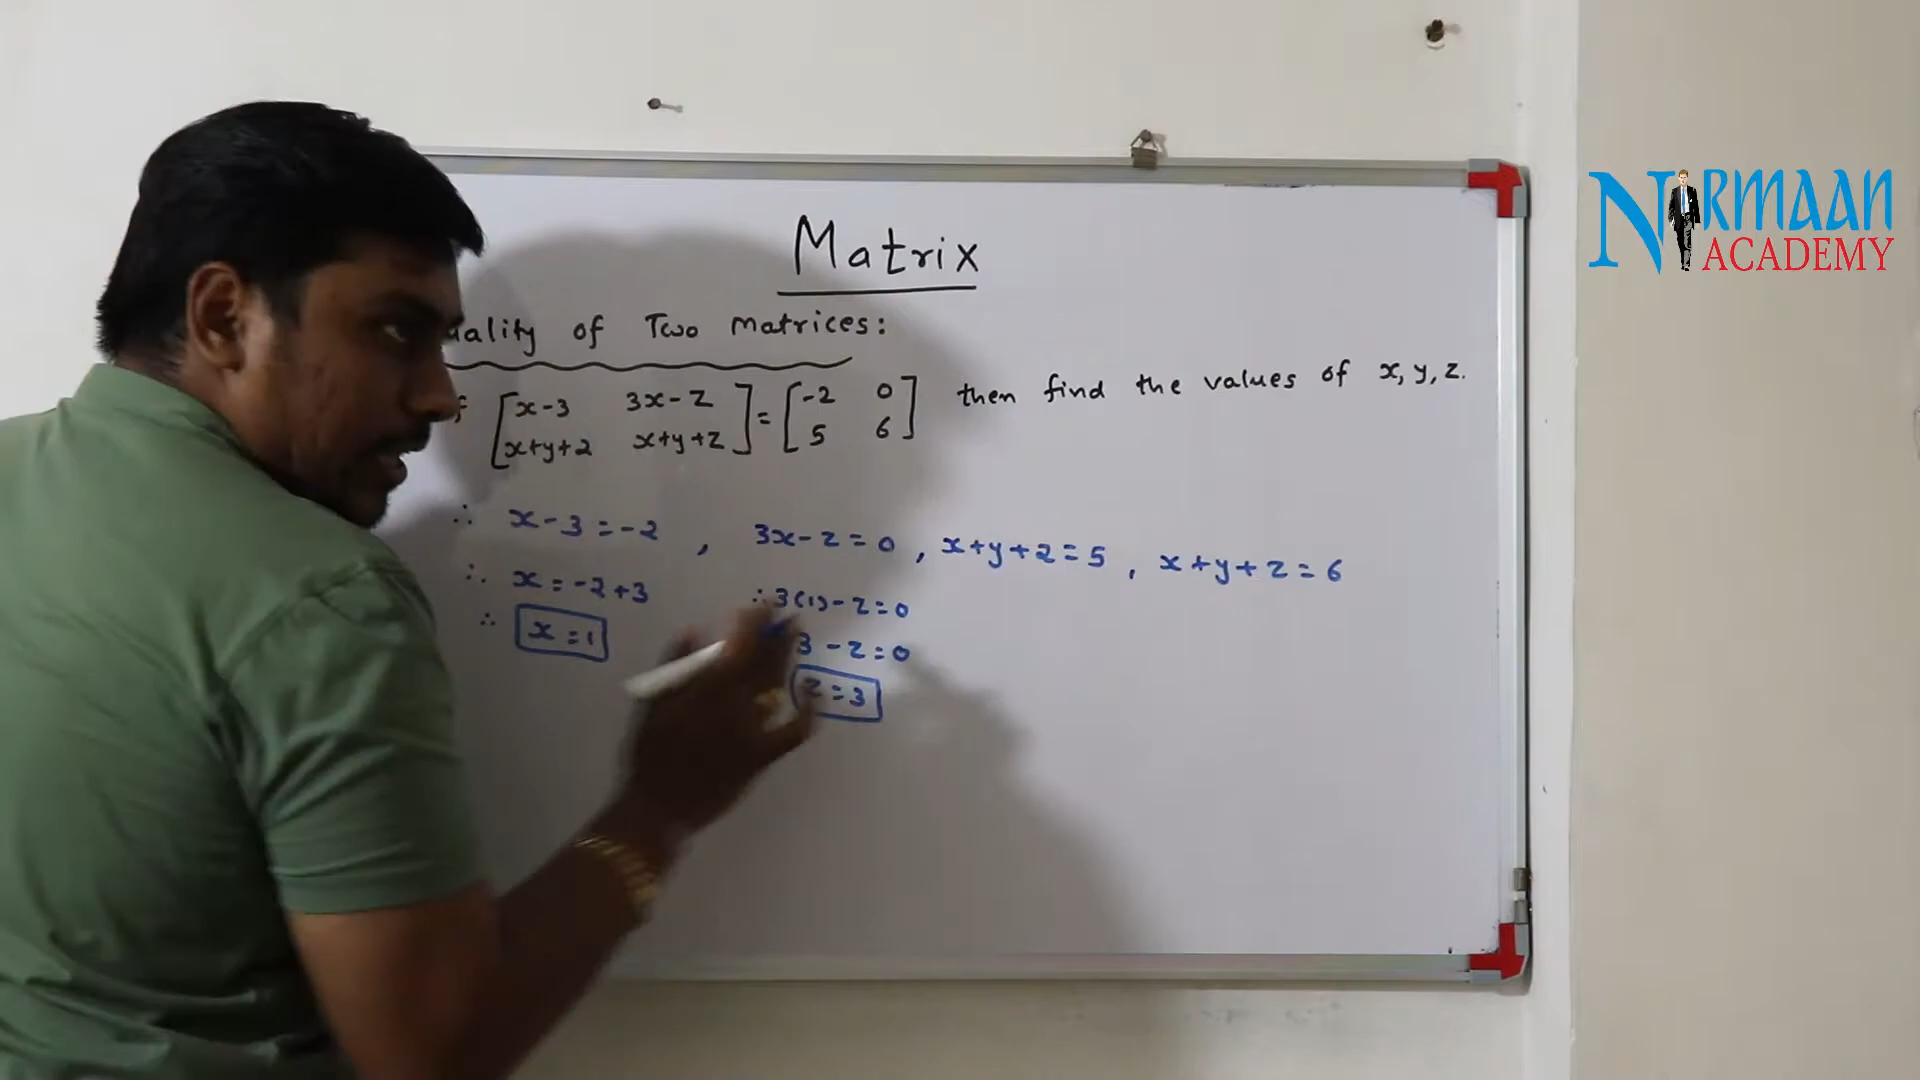 Matrix
uality of Two Matrices:
f [x-3 3x-z
x+y+2 x+y+z] = [-2 0
5 6] then find the values of x, y, z.
∴ x-3=-2 , 3x-z=0 , x+y+2=5 , x+y+z=6
∴ x=-2+3 ∴3(1)-z=0
∴ x=1 3-z=0
z=3
NIRMAAN
ACADEMY